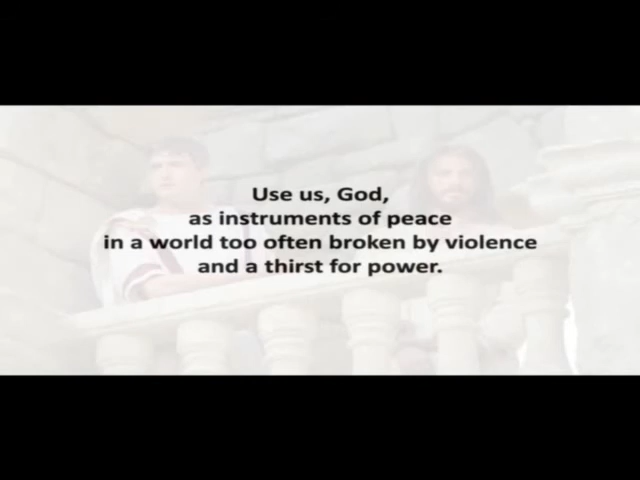 Use us, God,
as instruments of peace
in a world too often broken by violence
and a thirst for power.